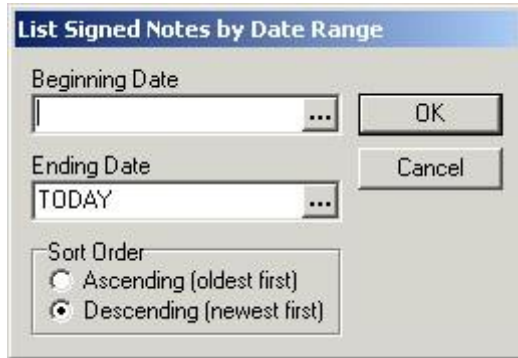 List Signed Notes by Date Range
Beginning Date
...
OK
Ending Date
Cancel
TODAY
...
Sort Order
Ascending (oldest first)
Descending (newest first)